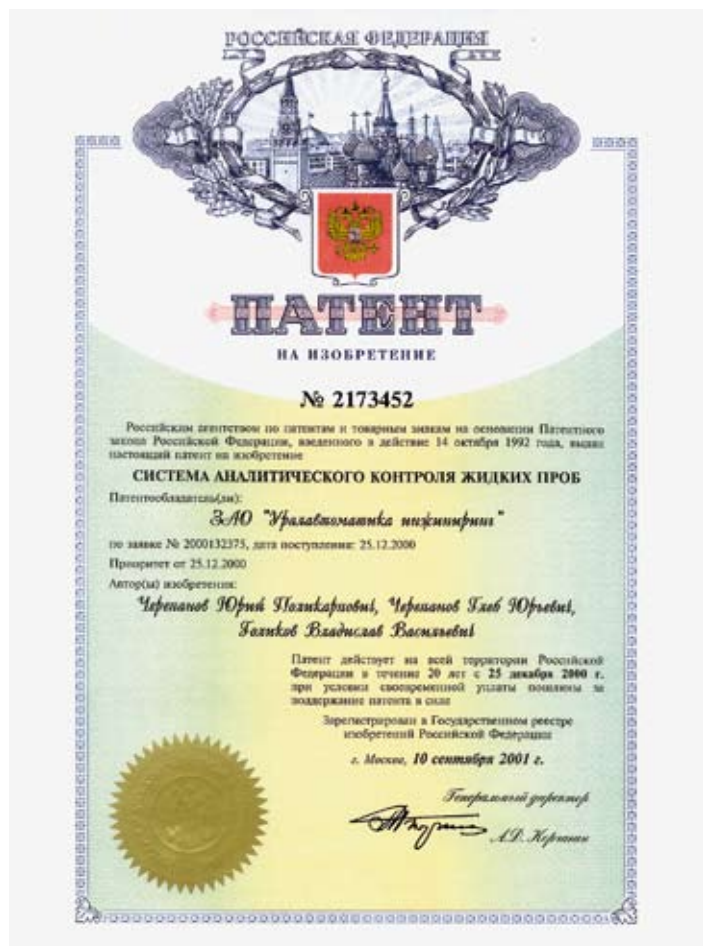 РОССИЙСКАЯ ФЕДЕРАЦИЯ
ПАТЕНТ
НА ИЗОБРЕТЕНИЕ
№ 2173452
Российским агентством по патентам и товарным знакам на основании Патентного
закона Российской Федерации, введенного в действие 14 октября 1992 года, выдан
настоящий патент на изобретение
СИСТЕМА АНАЛИТИЧЕСКОГО КОНТРОЛЯ ЖИДКИХ ПРОБ
Патентообладатель(ли):
ЗАО "Уралавтоматика инжиниринг"
по заявке № 2000132375, дата поступления: 25.12.2000
Приоритет от 25.12.2000
Автор(ы) изобретения:
Черепанов Юрий Поликарпович, Черепанов Глеб Юрьевич,
Голиков Владислав Васильевич
Патент действует на всей территории Российской
Федерации в течение 20 лет с 25 декабря 2000 г.
при условии своевременной уплаты пошлины за
поддержание патента в силе
Зарегистрирован в Государственном реестре
изобретений Российской Федерации
г. Москва, 10 сентября 2001 г.
Генеральный директор
А.Д. Корчагин